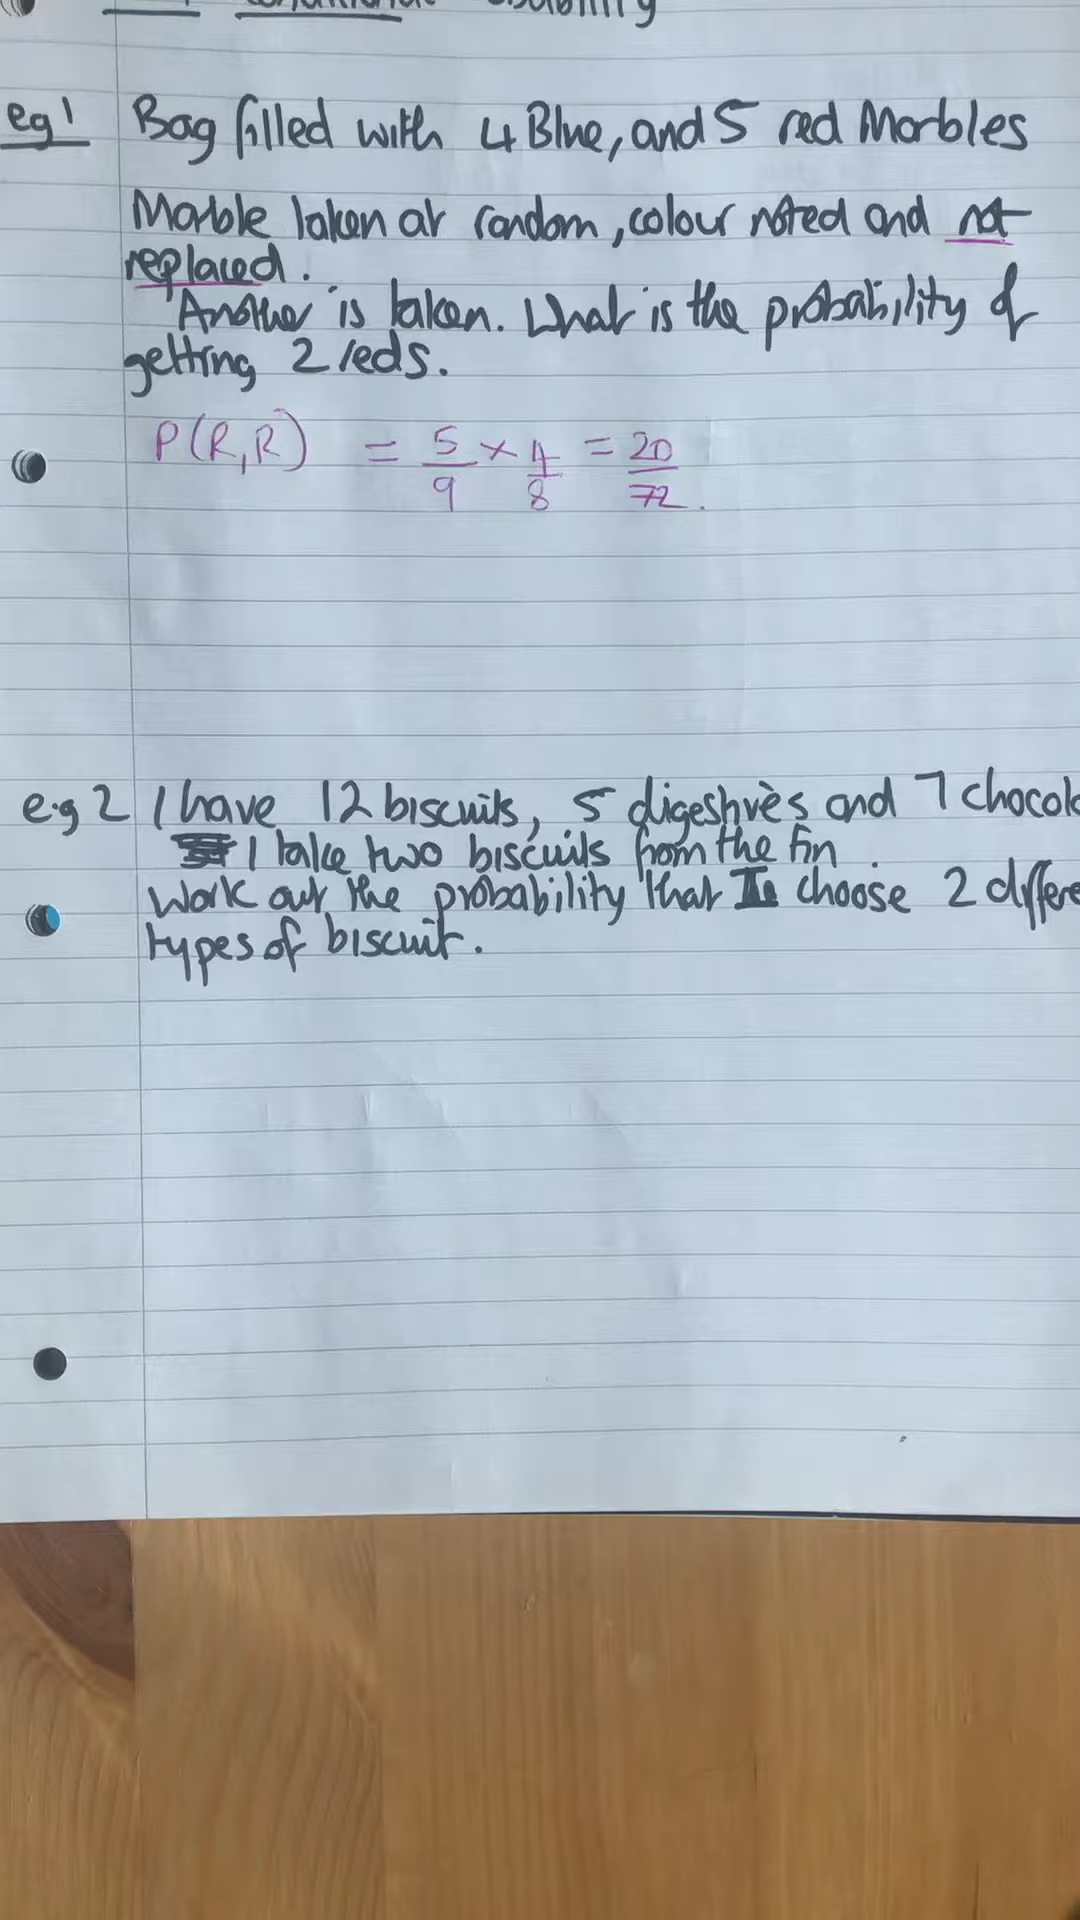 eg 1 Bag filled with 4 Blue, and 5 red Marbles
Marble taken at random, colour noted and not
replaced.
Another is taken. What is the probability of
getting 2 reds.
P(R,R) = 5/9 × 4/8 = 20/72.
e.g 2 I have 12 biscuits, 5 digestives and 7 chocol
I take two biscuits from the tin.
Work out the probability that I choose 2 differe
types of biscuit.